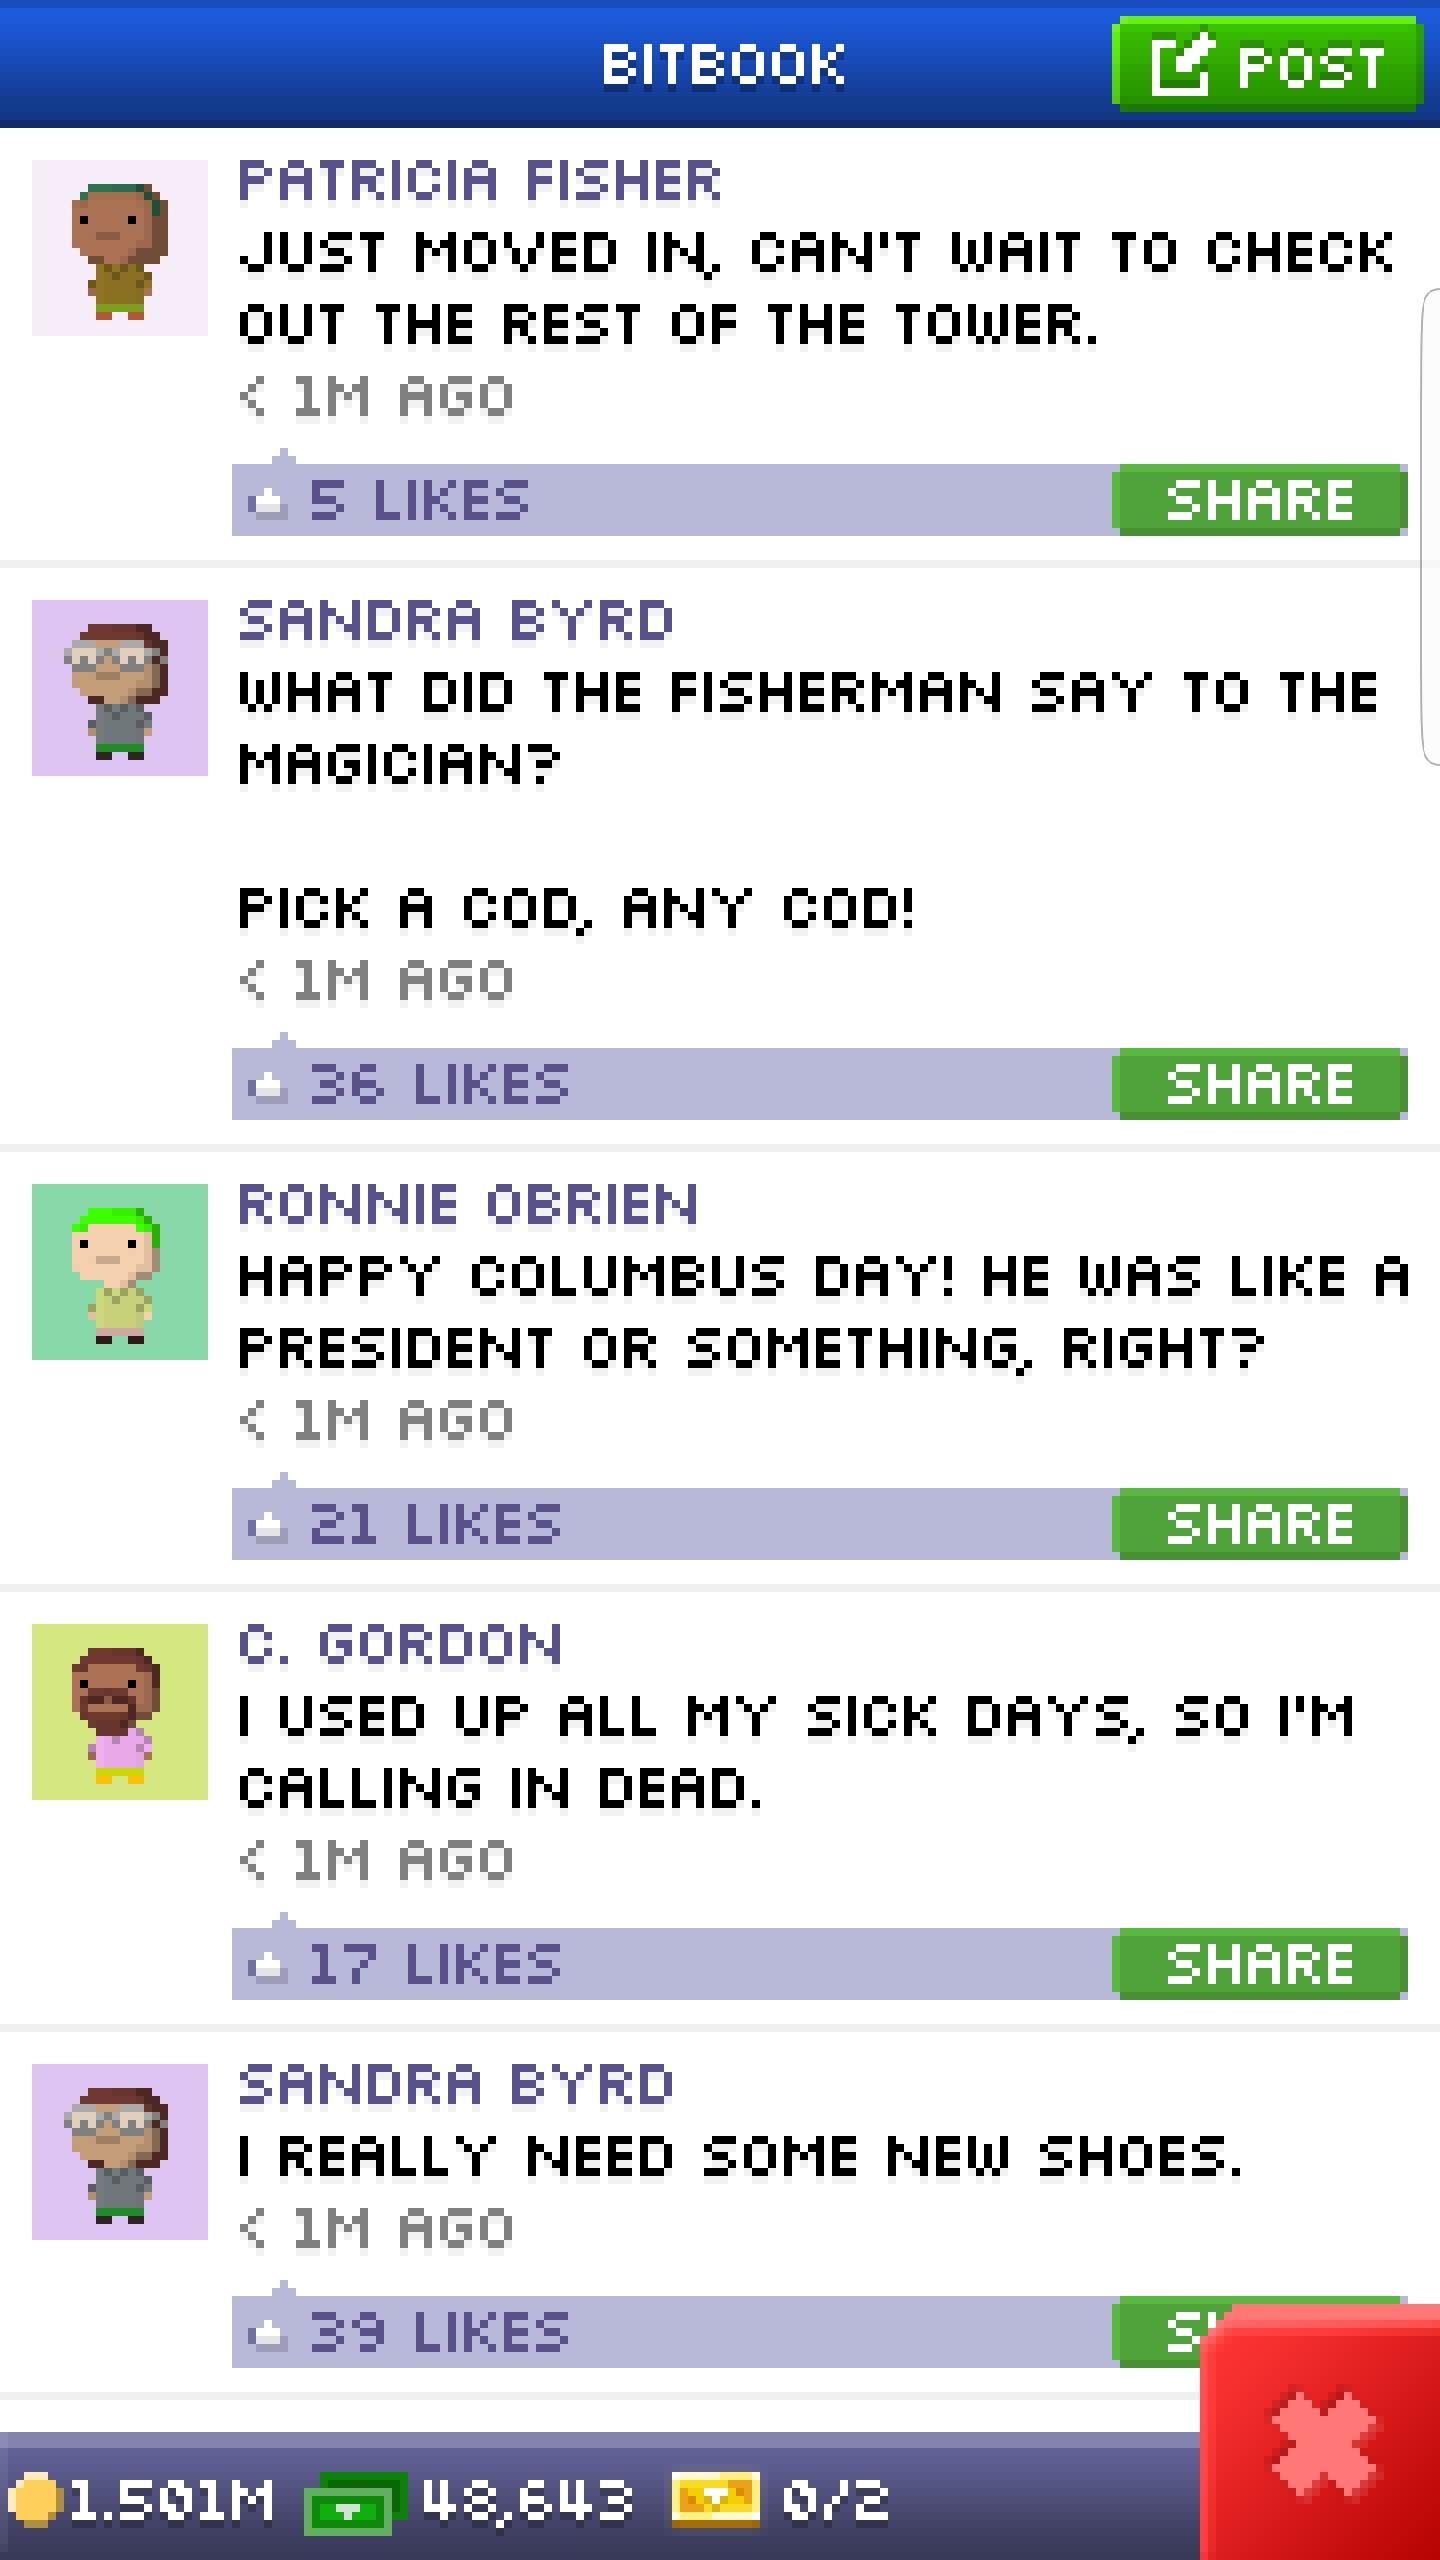 BITBOOK
POST
PATRICIA FISHER
JUST MOVED IN, CAN'T WAIT TO CHECK
OUT THE REST OF THE TOWER.
< 1M AGO
5 LIKES
SHARE
SANDRA BYRD
WHAT DID THE FISHERMAN SAY TO THE
MAGICIAN?
PICK A COD, ANY COD!
< 1M AGO
36 LIKES
SHARE
RONNIE OBRIEN
HAPPY COLUMBUS DAY! HE WAS LIKE A
PRESIDENT OR SOMETHING, RIGHT?
< 1M AGO
21 LIKES
SHARE
C. GORDON
I USED UP ALL MY SICK DAYS, SO I'M
CALLING IN DEAD.
< 1M AGO
17 LIKES
SHARE
SANDRA BYRD
I REALLY NEED SOME NEW SHOES.
< 1M AGO
39 LIKES
1.501M
48,643
0/2